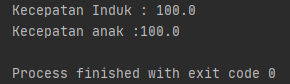 Kecepatan Induk : 100.0
Kecepatan anak :100.0
Process finished with exit code 0